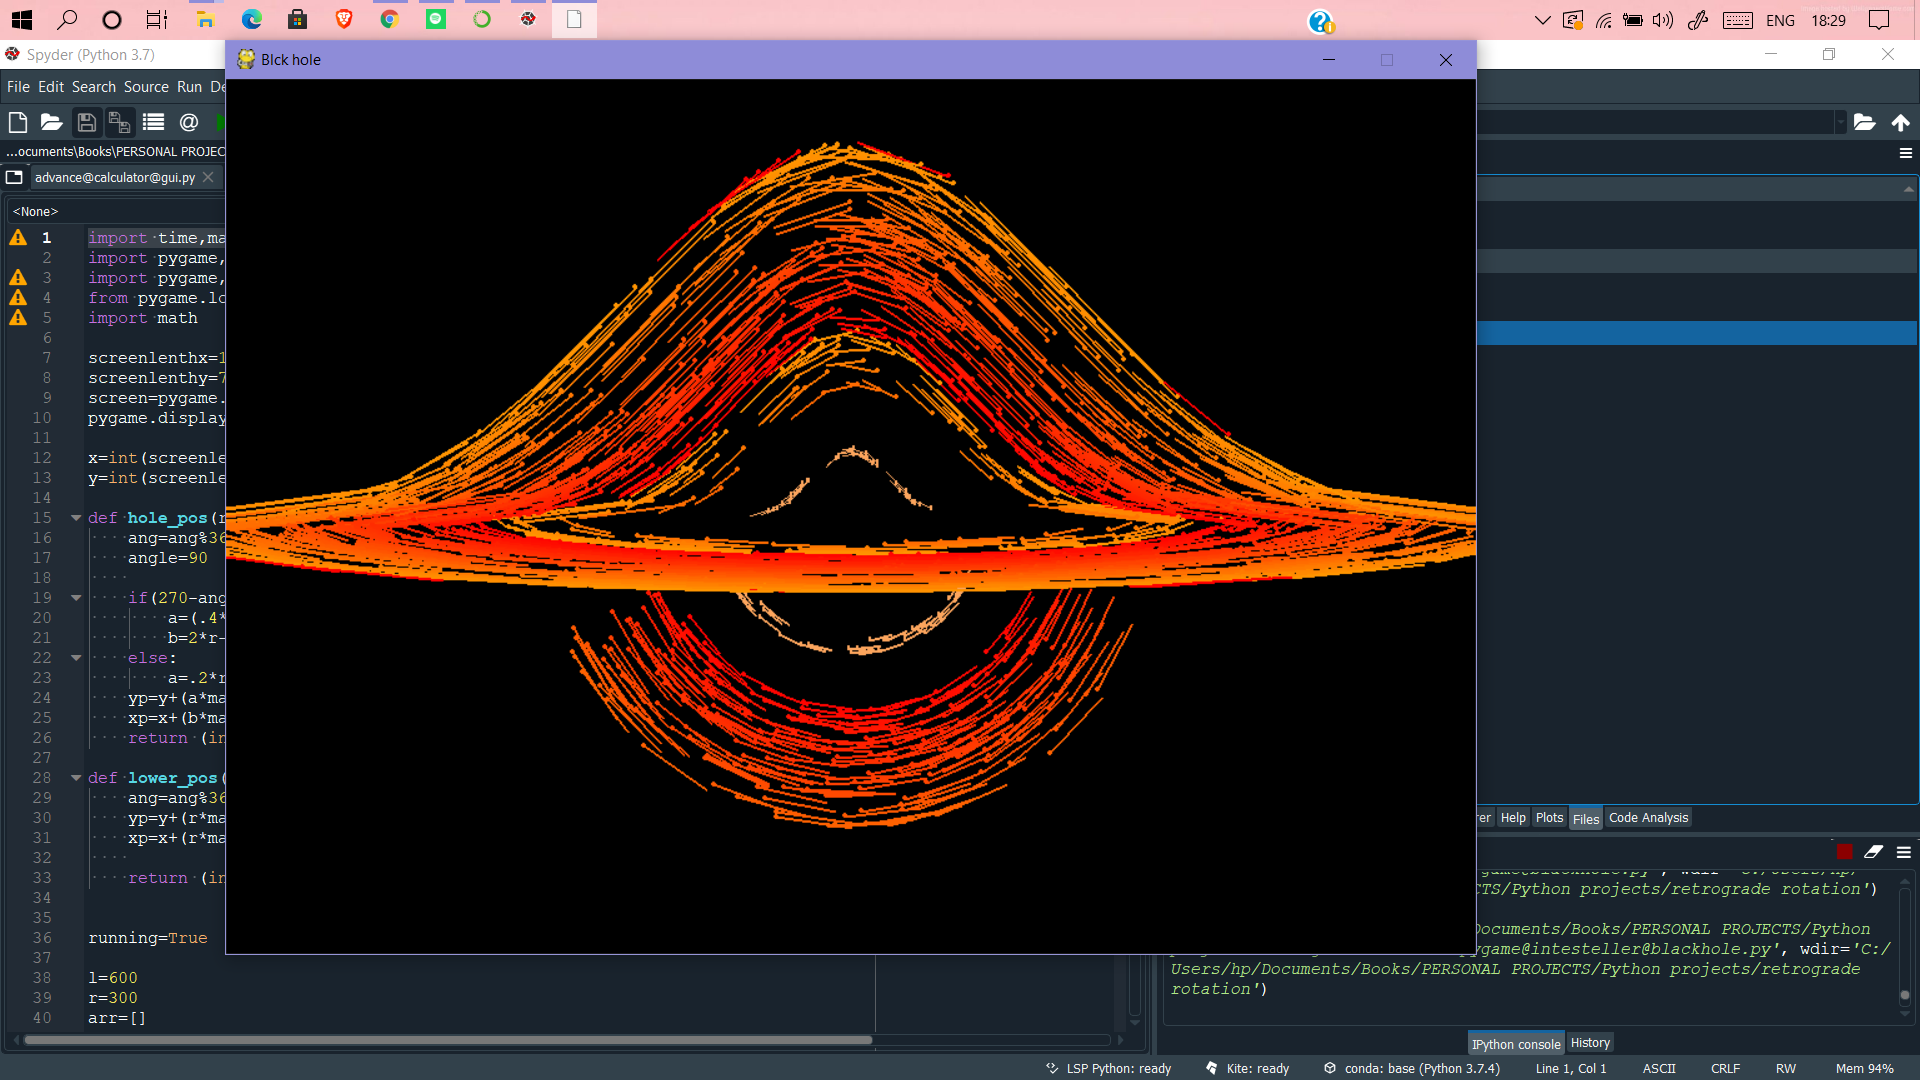 ENG
18:29
Spyder (Python 3.7)
Blck hole
File Edit Search Source Run De
...ocuments\Books\PERSONAL PROJEC
advance@calculator@gui.py
<None>
1 import time,ma
2 import pygame,
3 import pygame,
4 from pygame.lo
5 import math
6
7 screenlenthx=1
8 screenlenthy=7
9 screen=pygame.
10 pygame.display
11
12 x=int(screenle
13 y=int(screenle
14
15 def hole_pos(r
16 ang=ang%36
17 angle=90
18
19 if(270-ang
20 a=(.4*
21 b=2*r-
22 else:
23 a=.2*r
24 yp=y+(a*ma
25 xp=x+(b*ma
26 return (in
27
28 def lower_pos(
29 ang=ang%36
30 yp=y+(r*ma
31 xp=x+(r*ma
32
33 return (in
34
35
36 running=True
37
38 l=600
39 r=300
40 arr=[]
rer Help Plots Files Code Analysis
CTS/Python projects/retrograde rotation')
Documents/Books/PERSONAL PROJECTS/Python
ygame@intesteller@blackhole.py', wdir='C:/
Users/hp/Documents/Books/PERSONAL PROJECTS/Python projects/retrograde
rotation')
IPython console History
LSP Python: ready Kite: ready conda: base (Python 3.7.4) Line 1, Col 1 ASCII CRLF RW Mem 94%